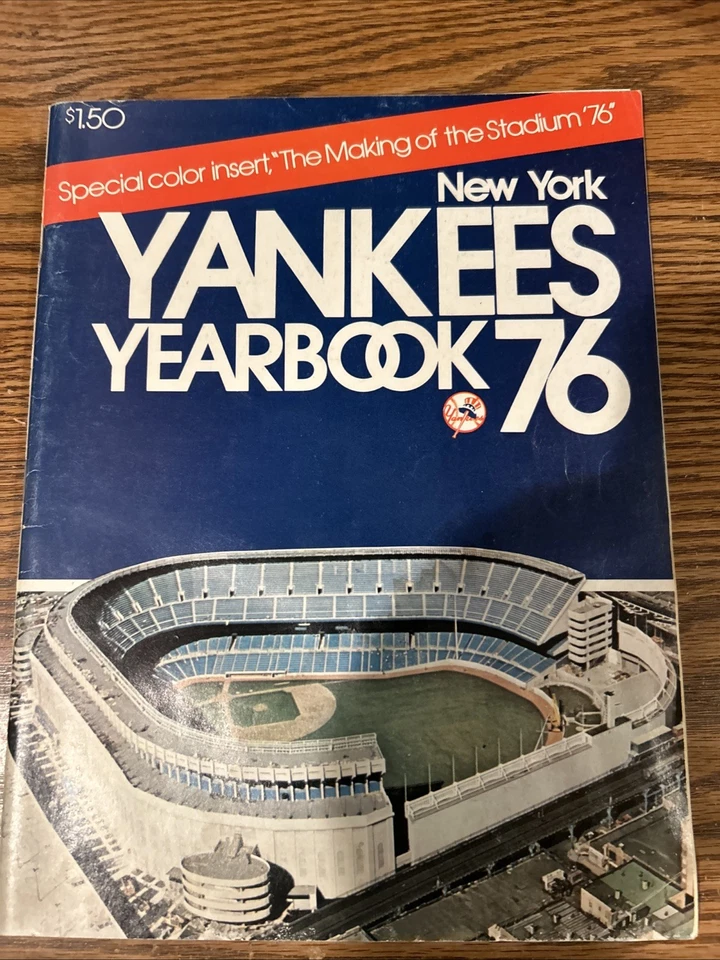 $1.50
Special color insert, "The Making of the Stadium '76"
New York
YANKEES
YEARBOOK 76
Yankees